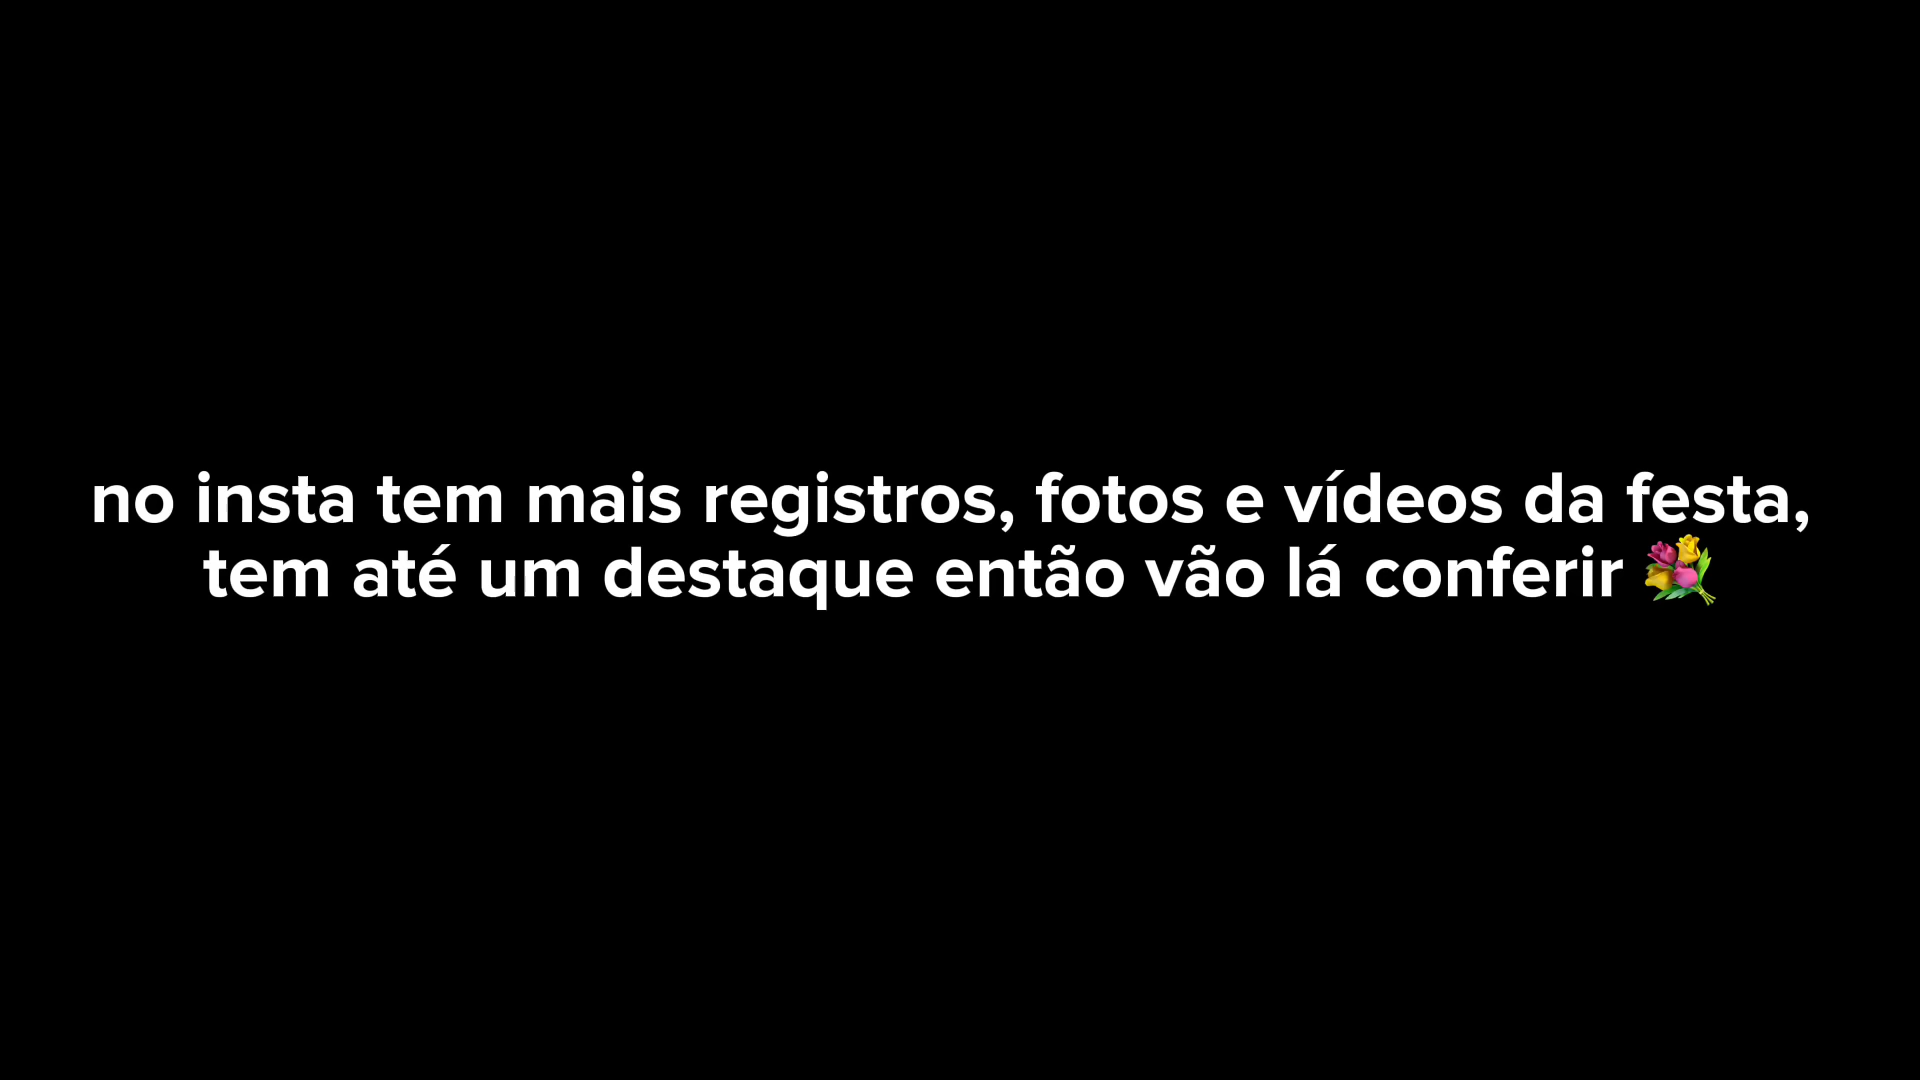 no insta tem mais registros, fotos e vídeos da festa,
tem até um destaque então vão lá conferir 💐